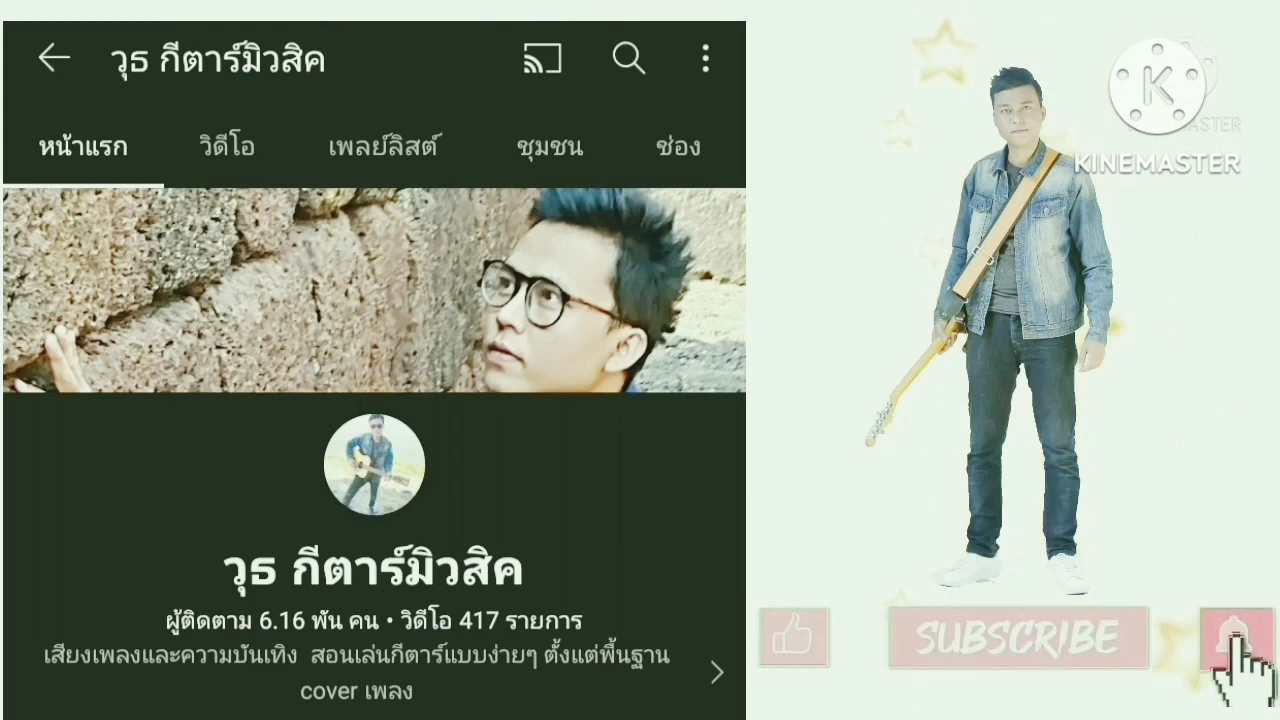 วุธ กีตาร์มิวสิค
หน้าแรก วิดีโอ เพลย์ลิสต์ ชุมชน ช่อง
วุธ กีตาร์มิวสิค
ผู้ติดตาม 6.16 พัน คน • วิดีโอ 417 รายการ
เสียงเพลงและความบันเทิง สอนเล่นกีตาร์แบบง่ายๆ ตั้งแต่พื้นฐาน
cover เพลง
K
KINEMASTER
SUBSCRIBE